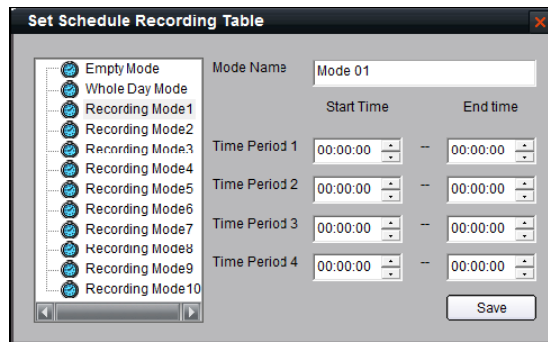 Set Schedule Recording Table
Empty Mode
Whole Day Mode
Recording Mode1
Recording Mode2
Recording Mode3
Recording Mode4
Recording Mode5
Recording Mode6
Recording Mode7
Recording Mode8
Recording Mode9
Recording Mode10
Mode Name Mode 01
Start Time End time
Time Period 1 00:00:00 -- 00:00:00
Time Period 2 00:00:00 -- 00:00:00
Time Period 3 00:00:00 -- 00:00:00
Time Period 4 00:00:00 -- 00:00:00
Save